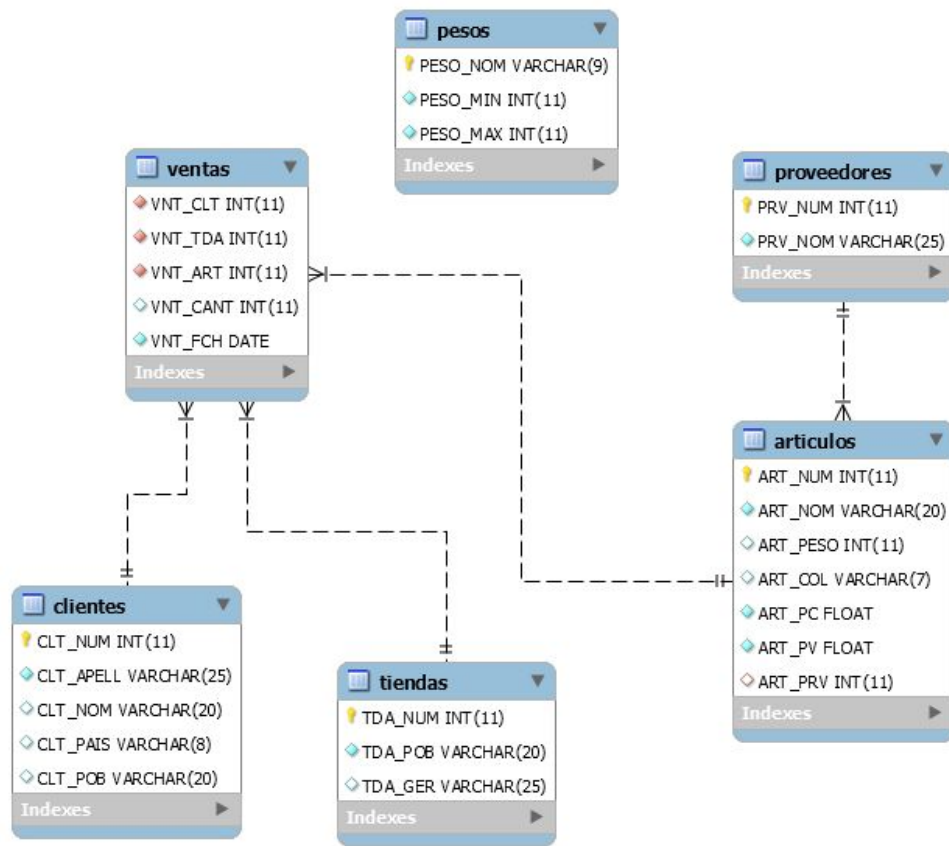 pesos
PESO_NOM VARCHAR(9)
PESO_MIN INT(11)
PESO_MAX INT(11)
Indexes
ventas
VNT_CLT INT(11)
VNT_TDA INT(11)
VNT_ART INT(11)
VNT_CANT INT(11)
VNT_FCH DATE
Indexes
proveedores
PRV_NUM INT(11)
PRV_NOM VARCHAR(25)
Indexes
articulos
ART_NUM INT(11)
ART_NOM VARCHAR(20)
ART_PESO INT(11)
ART_COL VARCHAR(7)
ART_PC FLOAT
ART_PV FLOAT
ART_PRV INT(11)
Indexes
clientes
CLT_NUM INT(11)
CLT_APELL VARCHAR(25)
CLT_NOM VARCHAR(20)
CLT_PAIS VARCHAR(8)
CLT_POB VARCHAR(20)
Indexes
tiendas
TDA_NUM INT(11)
TDA_POB VARCHAR(20)
TDA_GER VARCHAR(25)
Indexes